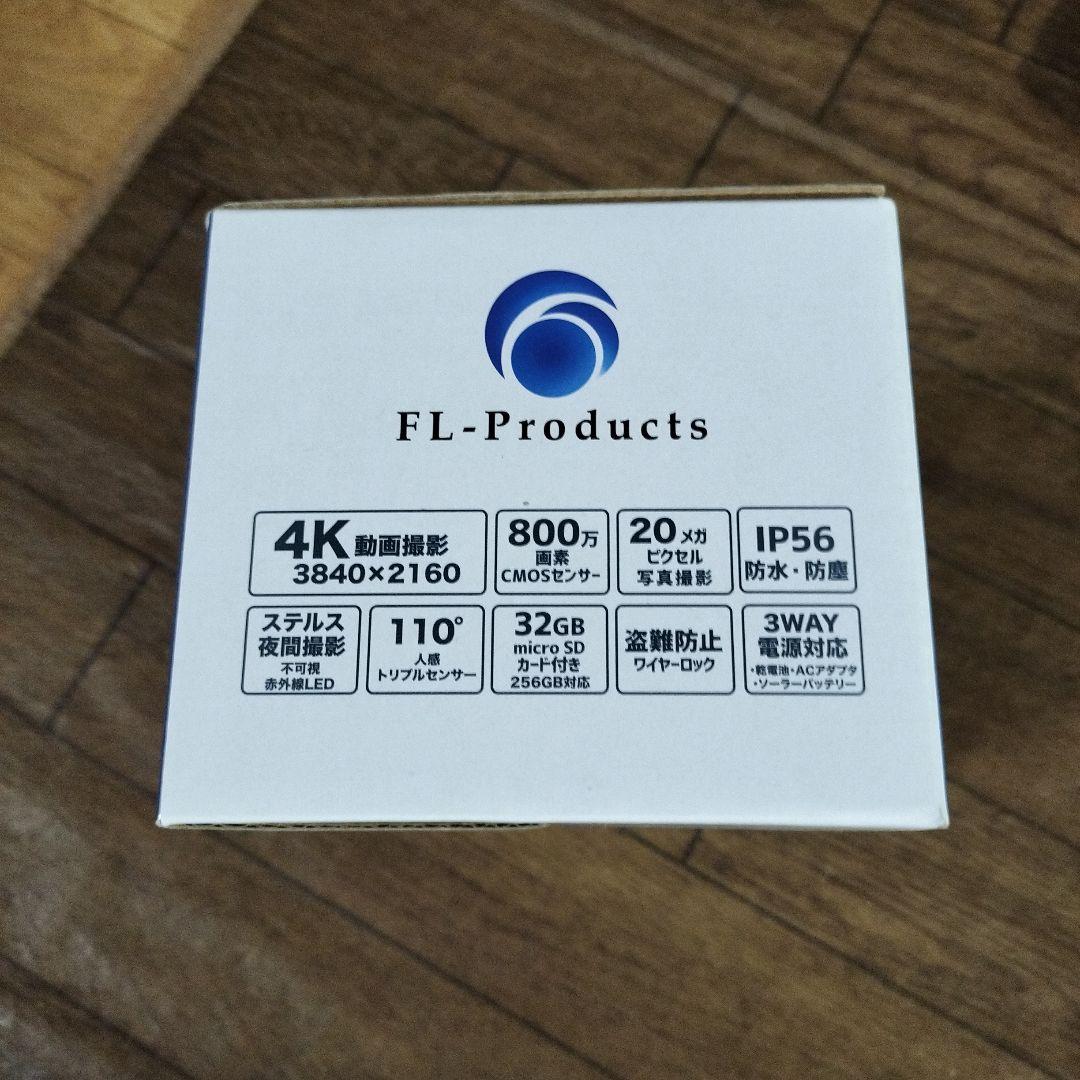 FL-Products
4K 動画撮影
3840×2160
800万
画素
CMOSセンサー
20メガ
ピクセル
写真撮影
IP56
防水・防塵
ステルス
夜間撮影
不可視
赤外線LED
110°
人感
トリプルセンサー
32GB
micro SD
カード付き
256GB対応
盗難防止
ワイヤーロック
3WAY
電源対応
・乾電池・ACアダプタ
・ソーラーバッテリー